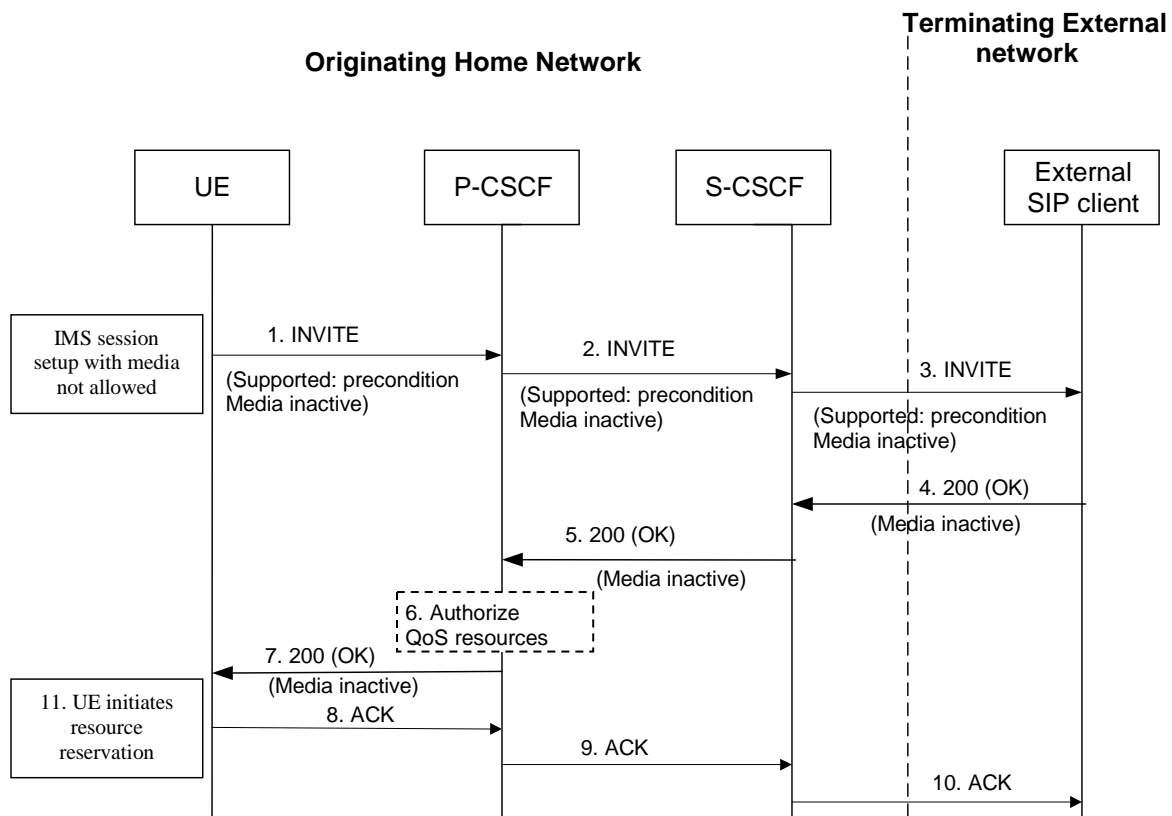 Terminating External
network
Originating Home Network
UE
P-CSCF
S-CSCF
External
SIP client
IMS session
setup with media
not allowed
1. INVITE
(Supported: precondition
Media inactive)
2. INVITE
(Supported: precondition
Media inactive)
3. INVITE
(Supported: precondition
Media inactive)
4. 200 (OK)
(Media inactive)
5. 200 (OK)
(Media inactive)
6. Authorize
QoS resources
7. 200 (OK)
(Media inactive)
11. UE initiates
resource
reservation
8. ACK
9. ACK
10. ACK